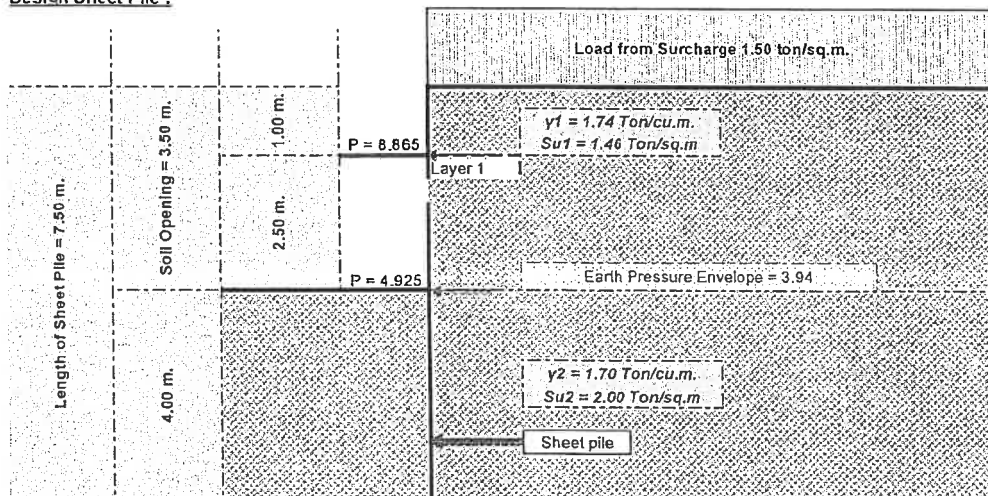 Design Sheet Pile :
Load from Surcharge 1.50 ton/sq.m.
Length of Sheet Pile = 7.50 m.
Soil Opening = 3.50 m.
1.00 m.
2.50 m.
4.00 m.
P = 8.865
Layer 1
γ1 = 1.74 Ton/cu.m.
Su1 = 1.46 Ton/sq.m
P = 4.925
Earth Pressure Envelope = 3.94
γ2 = 1.70 Ton/cu.m.
Su2 = 2.00 Ton/sq.m
Sheet pile